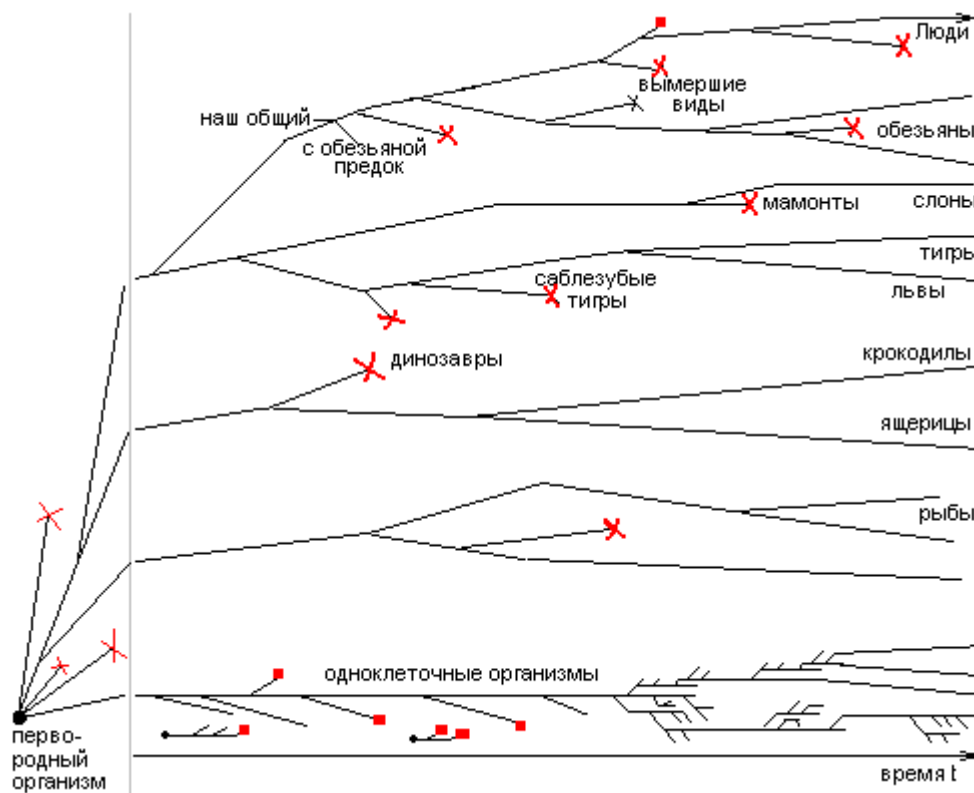 Люди
вымершие
виды
наш общий
с обезьяной
предок
обезьяны
мамонты
слоны
тигры
саблезубые
тигры
львы
динозавры
крокодилы
ящерицы
рыбы
одноклеточные организмы
перво-
родный
организм
время t